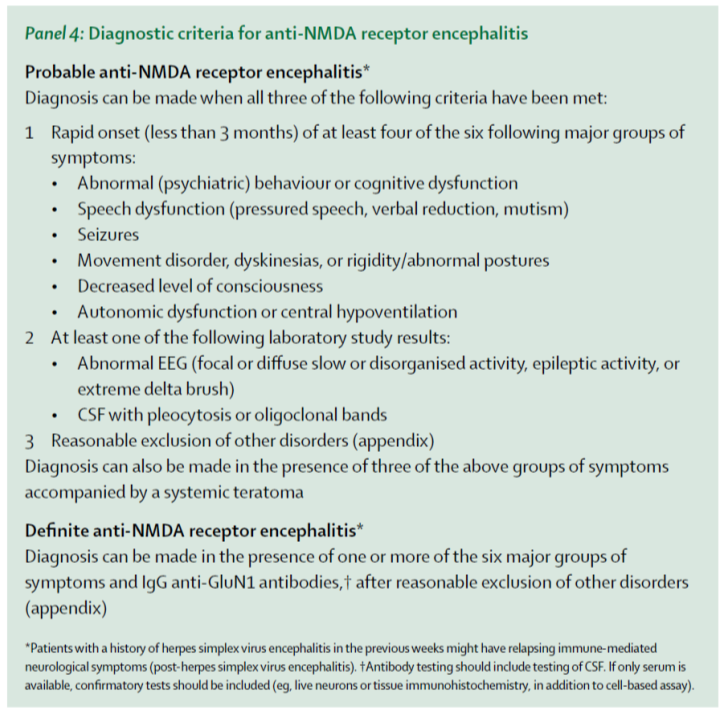 Panel 4: Diagnostic criteria for anti-NMDA receptor encephalitis
Probable anti-NMDA receptor encephalitis*
Diagnosis can be made when all three of the following criteria have been met:
1 Rapid onset (less than 3 months) of at least four of the six following major groups of
symptoms:
• Abnormal (psychiatric) behaviour or cognitive dysfunction
• Speech dysfunction (pressured speech, verbal reduction, mutism)
• Seizures
• Movement disorder, dyskinesias, or rigidity/abnormal postures
• Decreased level of consciousness
• Autonomic dysfunction or central hypoventilation
2 At least one of the following laboratory study results:
• Abnormal EEG (focal or diffuse slow or disorganised activity, epileptic activity, or
extreme delta brush)
• CSF with pleocytosis or oligoclonal bands
3 Reasonable exclusion of other disorders (appendix)
Diagnosis can also be made in the presence of three of the above groups of symptoms
accompanied by a systemic teratoma
Definite anti-NMDA receptor encephalitis*
Diagnosis can be made in the presence of one or more of the six major groups of
symptoms and IgG anti-GluN1 antibodies,† after reasonable exclusion of other disorders
(appendix)
*Patients with a history of herpes simplex virus encephalitis in the previous weeks might have relapsing immune-mediated
neurological symptoms (post-herpes simplex virus encephalitis). †Antibody testing should include testing of CSF. If only serum is
available, confirmatory tests should be included (eg, live neurons or tissue immunohistochemistry, in addition to cell-based assay).